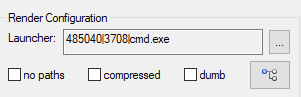 Render Configuration
Launcher: 485040|3708|cmd.exe ...
no paths compressed dumb